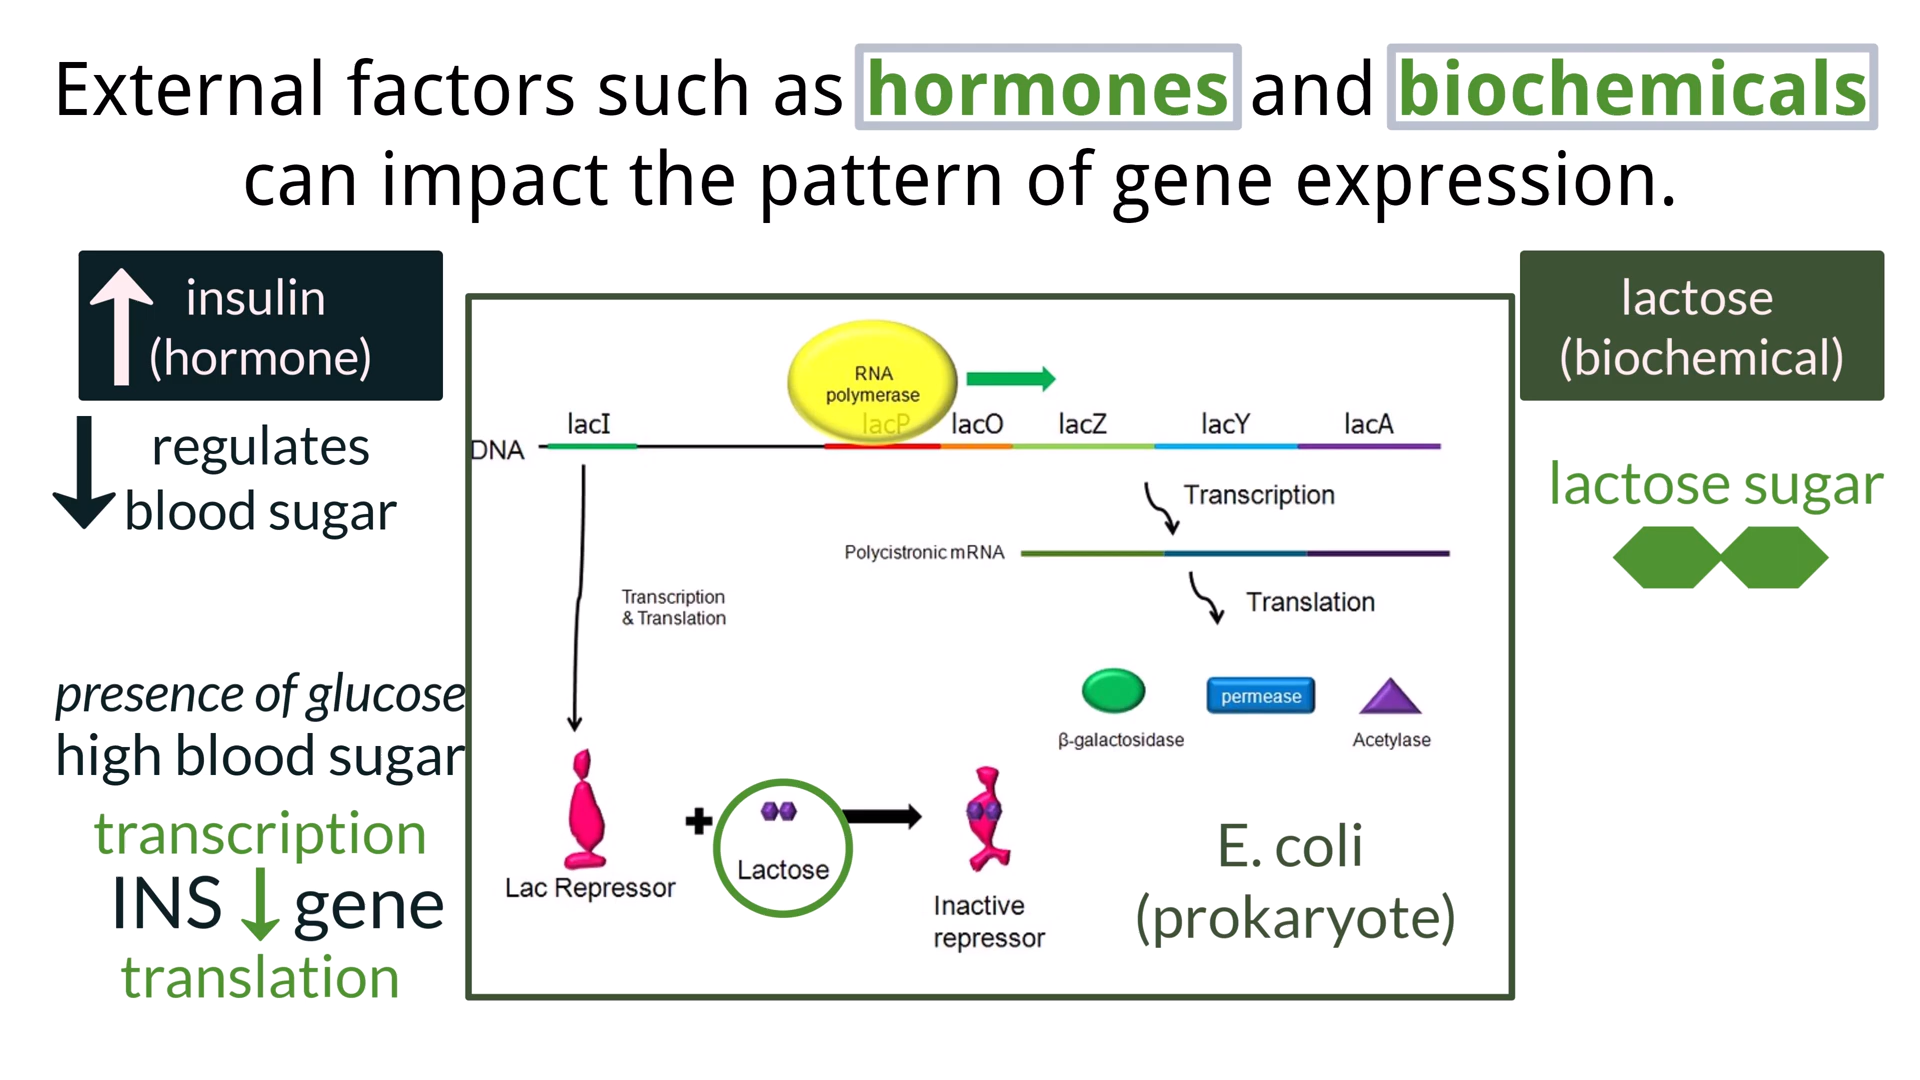 External factors such as hormones and biochemicals
can impact the pattern of gene expression.
insulin
(hormone)
regulates
blood sugar
presence of glucose
high blood sugar
transcription
INS gene
translation
RNA
polymerase
lacI
lacP
lacO
lacZ
lacY
lacA
DNA
Transcription
Polycistronic mRNA
Transcription
& Translation
Translation
permease
β-galactosidase
Acetylase
Lac Repressor
Lactose
Inactive
repressor
E. coli
(prokaryote)
lactose
(biochemical)
lactose sugar